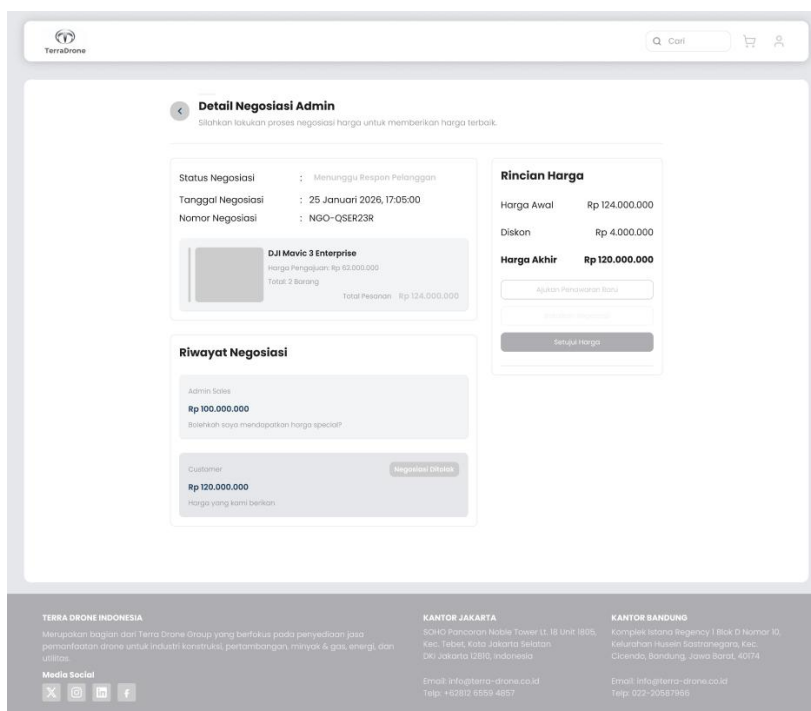 TerraDrone
Cari
Detail Negosiasi Admin
Silahkan lakukan proses negosiasi harga untuk memberikan harga terbaik.
Status Negosiasi : Menunggu Respon Pelanggan
Tanggal Negosiasi : 25 Januari 2026, 17:05:00
Nomor Negosiasi : NGO-QSER23R
DJI Mavic 3 Enterprise
Harga Pengajuan: Rp 62.000.000
Total: 2 Barang
Total Pesanan Rp 124.000.000
Rincian Harga
Harga Awal Rp 124.000.000
Diskon Rp 4.000.000
Harga Akhir Rp 120.000.000
Ajukan Penawaran Baru
Setujui Harga
Riwayat Negosiasi
Admin Sales
Rp 100.000.000
Bolehkah saya mendapatkan harga special?
Customer
Negosiasi Ditolak
Rp 120.000.000
Harga yang kami berikan
TERRA DRONE INDONESIA
Merupakan bagian dari Terra Drone Group yang berfokus pada penyediaan jasa
pemanfaatan drone untuk industri konstruksi, pertambangan, minyak & gas, energi, dan
utilitas.
Media Social
KANTOR JAKARTA
SOHO Pancoran Noble Tower Lt. 18 Unit 1805,
Kec. Tebet, Kota Jakarta Selatan
DKI Jakarta 12810, Indonesia
Email: info@terra-drone.co.id
Telp: +62812 6559 4857
KANTOR BANDUNG
Komplek Istana Regency 1 Blok D Nomor 10,
Kelurahan Husein Sastranegara, Kec.
Cicendo, Bandung, Jawa Barat, 40174
Email: info@terra-drone.co.id
Telp: 022-20587966